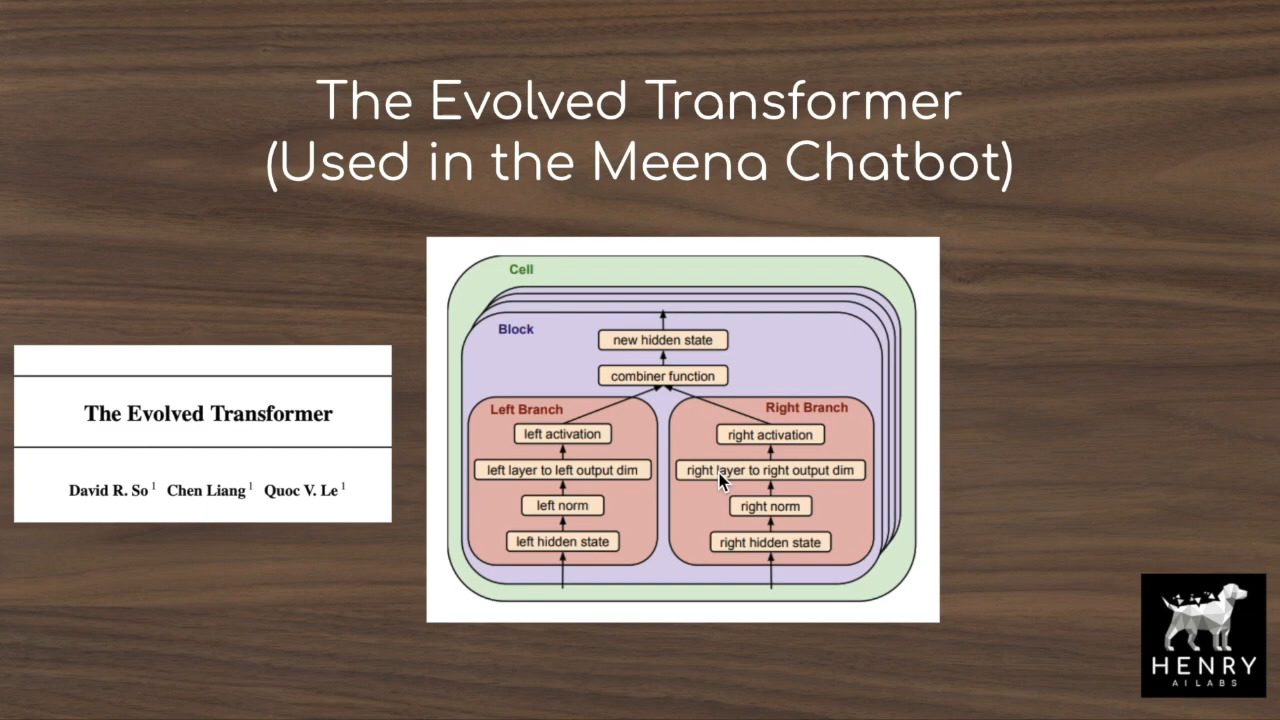 The Evolved Transformer
(Used in the Meena Chatbot)
The Evolved Transformer
David R. So 1 Chen Liang 1 Quoc V. Le 1
Cell
Block
new hidden state
combiner function
Left Branch
left activation
left layer to left output dim
left norm
left hidden state
Right Branch
right activation
right layer to right output dim
right norm
right hidden state
HENRY
AI LABS